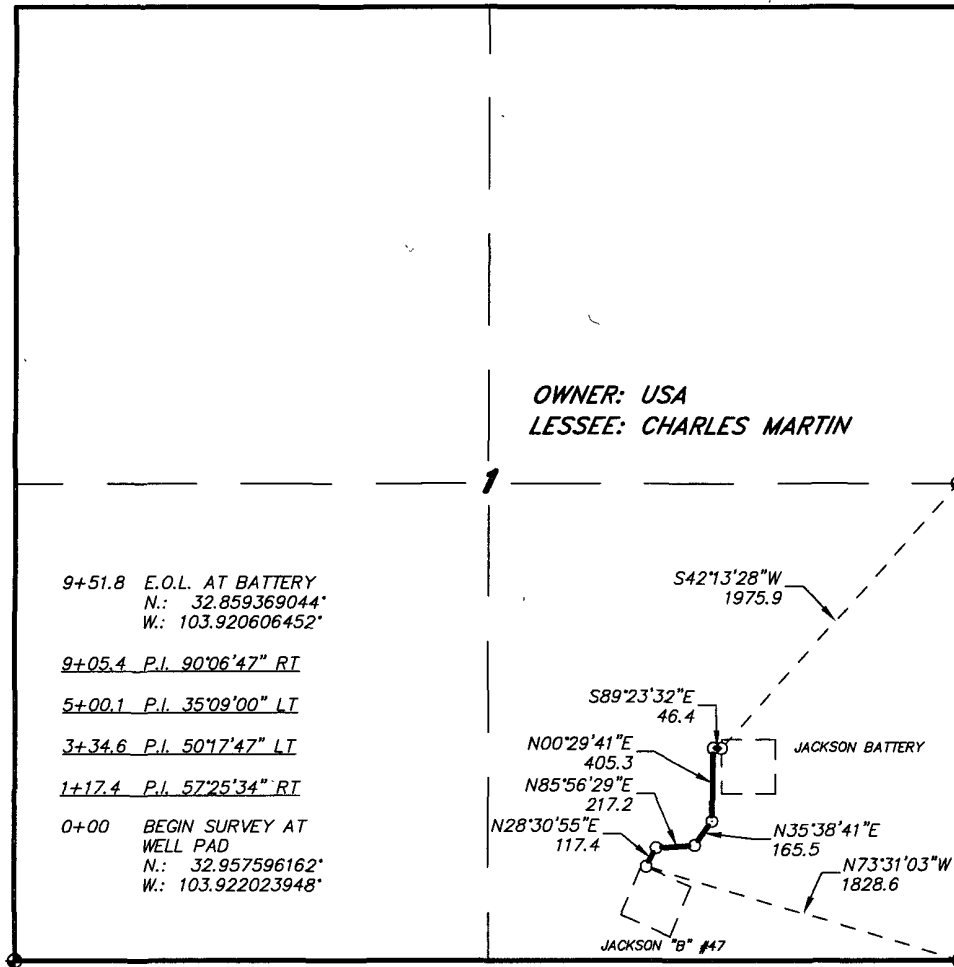 OWNER: USA
LESSEE: CHARLES MARTIN
1
9+51.8 E.O.L. AT BATTERY
N.: 32.859369044°
W.: 103.920606452°
9+05.4 P.I. 90°06'47" RT
5+00.1 P.I. 35°09'00" LT
3+34.6 P.I. 50°17'47" LT
1+17.4 P.I. 57°25'34" RT
0+00 BEGIN SURVEY AT
WELL PAD
N.: 32.957596162°
W.: 103.922023948°
S42°13'28"W
1975.9
S89°23'32"E
46.4
JACKSON BATTERY
N00°29'41"E
405.3
N85°56'29"E
217.2
N28°30'55"E
117.4
N35°38'41"E
165.5
N73°31'03"W
1828.6
JACKSON "B" #47